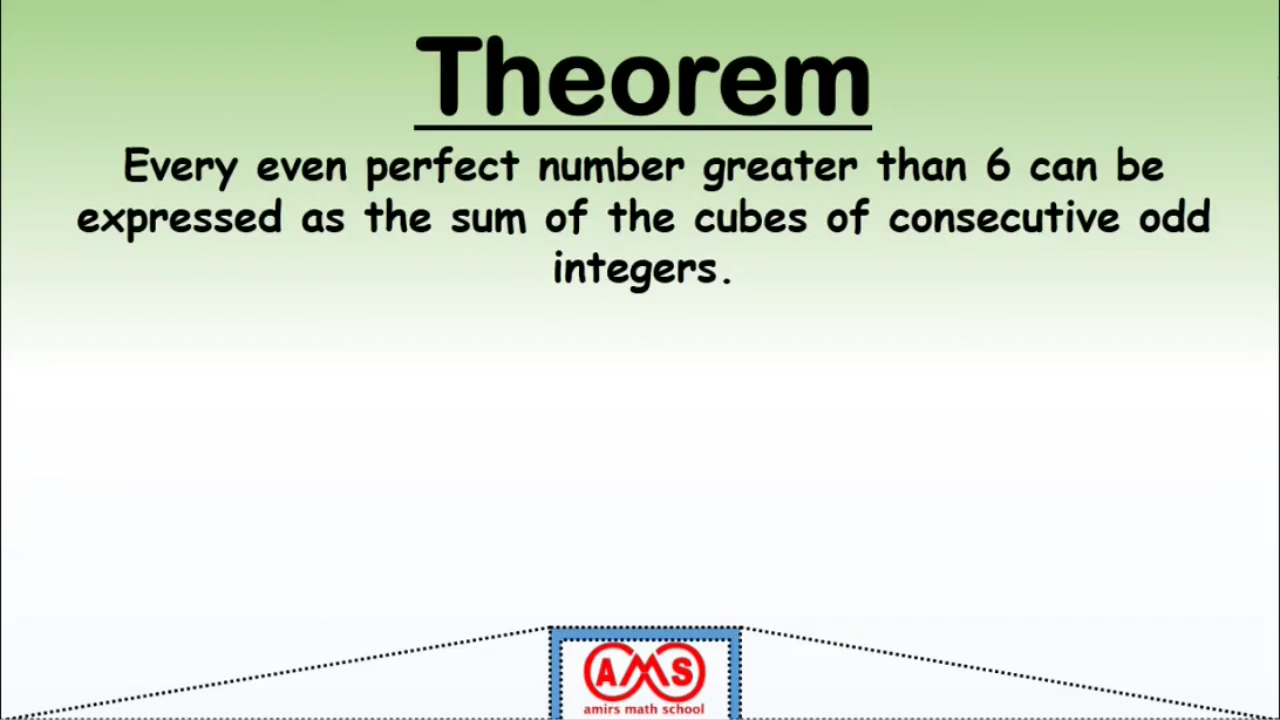 Theorem
Every even perfect number greater than 6 can be
expressed as the sum of the cubes of consecutive odd
integers.
AMS
amirs math school